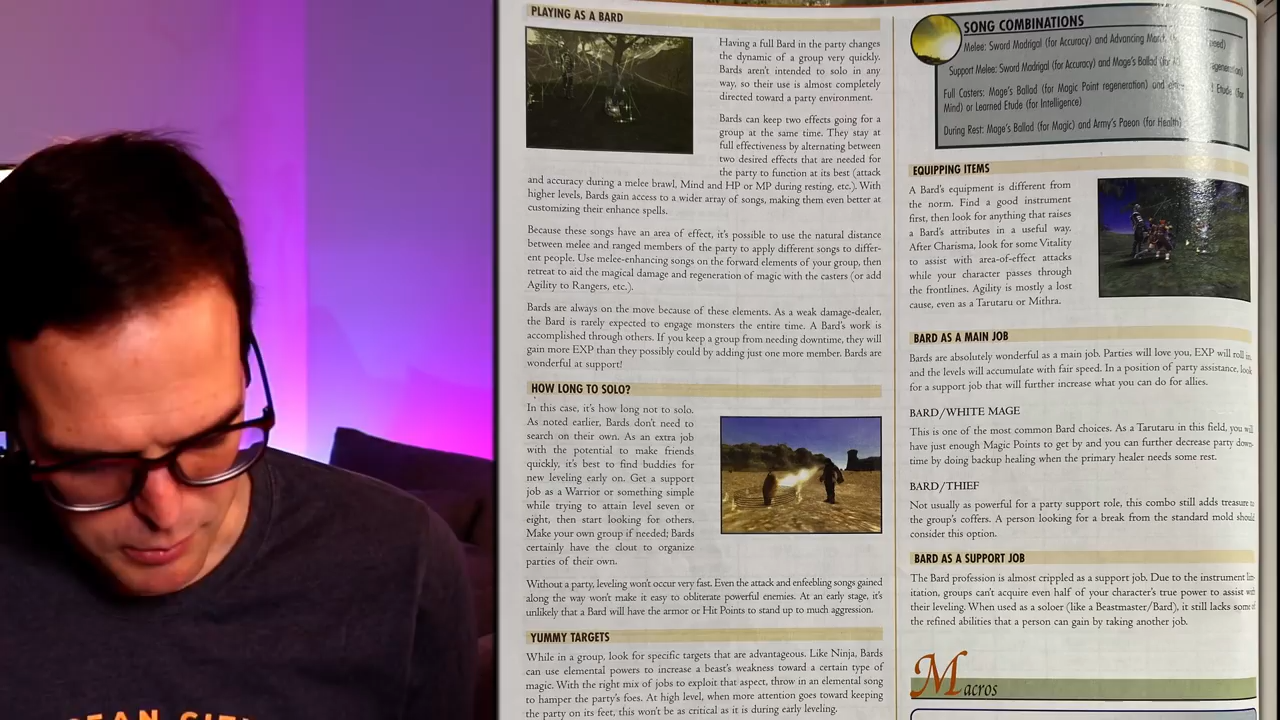 PLAYING AS A BARD
Having a full Bard in the party changes
the dynamic of a group very quickly.
Bards aren't intended to solo in any
way, so their use is almost completely
directed toward a party environment.
Bards can keep two effects going for a
group at the same time. They stay at
full effectiveness by alternating between
two desired effects that are needed for
the party to function at its best (attack
and accuracy during a melee brawl, Mind and HP or MP during resting, etc.). With
higher levels, Bards gain access to a wider array of songs, making them even better at
customizing their enhance spells.
Because these songs have an area of effect, it's possible to use the natural distance
between melee and ranged members of the party to apply different songs to differ-
ent people. Use melee-enhancing songs on the forward elements of your group, then
retreat to aid the magical damage and regeneration of magic with the casters (or add
Agility to Rangers, etc.).
Bards are always on the move because of these elements. As a weak damage-dealer,
the Bard is rarely expected to engage monsters the entire time. A Bard's work is
accomplished through others. If you keep a group from needing downtime, they will
gain more EXP than they possibly could by adding just one more member. Bards are
wonderful at support!
HOW LONG TO SOLO?
In this case, it's how long not to solo.
As noted earlier, Bards don't need to
search on their own. As an extra job
with the potential to make friends
quickly, it's best to find buddies for
new leveling early on. Get a support
job as a Warrior or something simple
while trying to attain level seven or
eight, then start looking for others.
Make your own group if needed; Bards
certainly have the clout to organize
parties of their own.
Without a party, leveling won't occur very fast. Even the attack and enfeebling songs gained
along the way won't make it easy to obliterate powerful enemies. At an early stage, it's
unlikely that a Bard will have the armor or Hit Points to stand up to much aggression.
YUMMY TARGETS
While in a group, look for specific targets that are advantageous. Like Ninja, Bards
can use elemental powers to increase a beast's weakness toward a certain type of
magic. With the right mix of jobs to exploit that aspect, throw in an elemental song
to hamper the party's foes. At high level, when more attention goes toward keeping
the party on its feet, this won't be as critical as it is during early leveling.
SONG COMBINATIONS
Melee: Sword Madrigal (for Accuracy) and Advancing
Support Melee: Sword Madrigal (for Accuracy) and Mage's Ballad
Full Casters: Mage's Ballad (for Magic Point regeneration) and Etude (for
Mind) or Learned Etude (for Intelligence)
During Rest: Mage's Ballad (for Magic) and Army's Paeon (for Health)
EQUIPPING ITEMS
A Bard's equipment is different from
the norm. Find a good instrument
first, then look for anything that raises
a Bard's attributes in a useful way.
After Charisma, look for some Vitality
to assist with area-of-effect attacks
while your character passes through
the frontlines. Agility is mostly a lost
cause, even as a Tarutaru or Mithra.
BARD AS A MAIN JOB
Bards are absolutely wonderful as a main job. Parties will love you, EXP will roll in,
and the levels will accumulate with fair speed. In a position of party assistance, look
for a support job that will further increase what you can do for allies.
BARD/WHITE MAGE
This is one of the most common Bard choices. As a Tarutaru in this field, you will
have just enough Magic Points to get by and you can further decrease party down-
time by doing backup healing when the primary healer needs some rest.
BARD/THIEF
Not usually as powerful for a party support role, this combo still adds treasure to
the group's coffers. A person looking for a break from the standard mold should
consider this option.
BARD AS A SUPPORT JOB
The Bard profession is almost crippled as a support job. Due to the instrument lim-
itation, groups can't acquire even half of your character's true power to assist with
their leveling. When used as a soloer (like a Beastmaster/Bard), it still lacks some of
the refined abilities that a person can gain by taking another job.
Macros